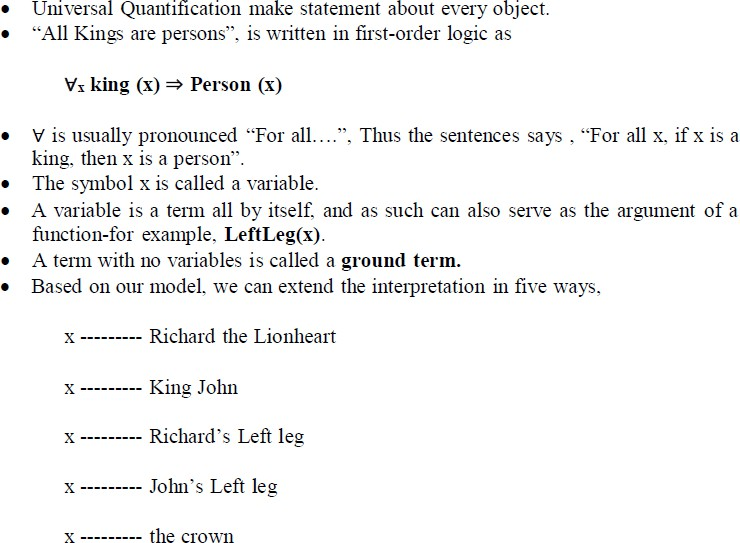 • Universal Quantification make statement about every object.
• “All Kings are persons”, is written in first-order logic as
∀x king (x) ⇒ Person (x)
• ∀ is usually pronounced “For all….”, Thus the sentences says , “For all x, if x is a
king, then x is a person”.
• The symbol x is called a variable.
• A variable is a term all by itself, and as such can also serve as the argument of a
function-for example, LeftLeg(x).
• A term with no variables is called a ground term.
• Based on our model, we can extend the interpretation in five ways,
x --------- Richard the Lionheart
x --------- King John
x --------- Richard’s Left leg
x --------- John’s Left leg
x --------- the crown